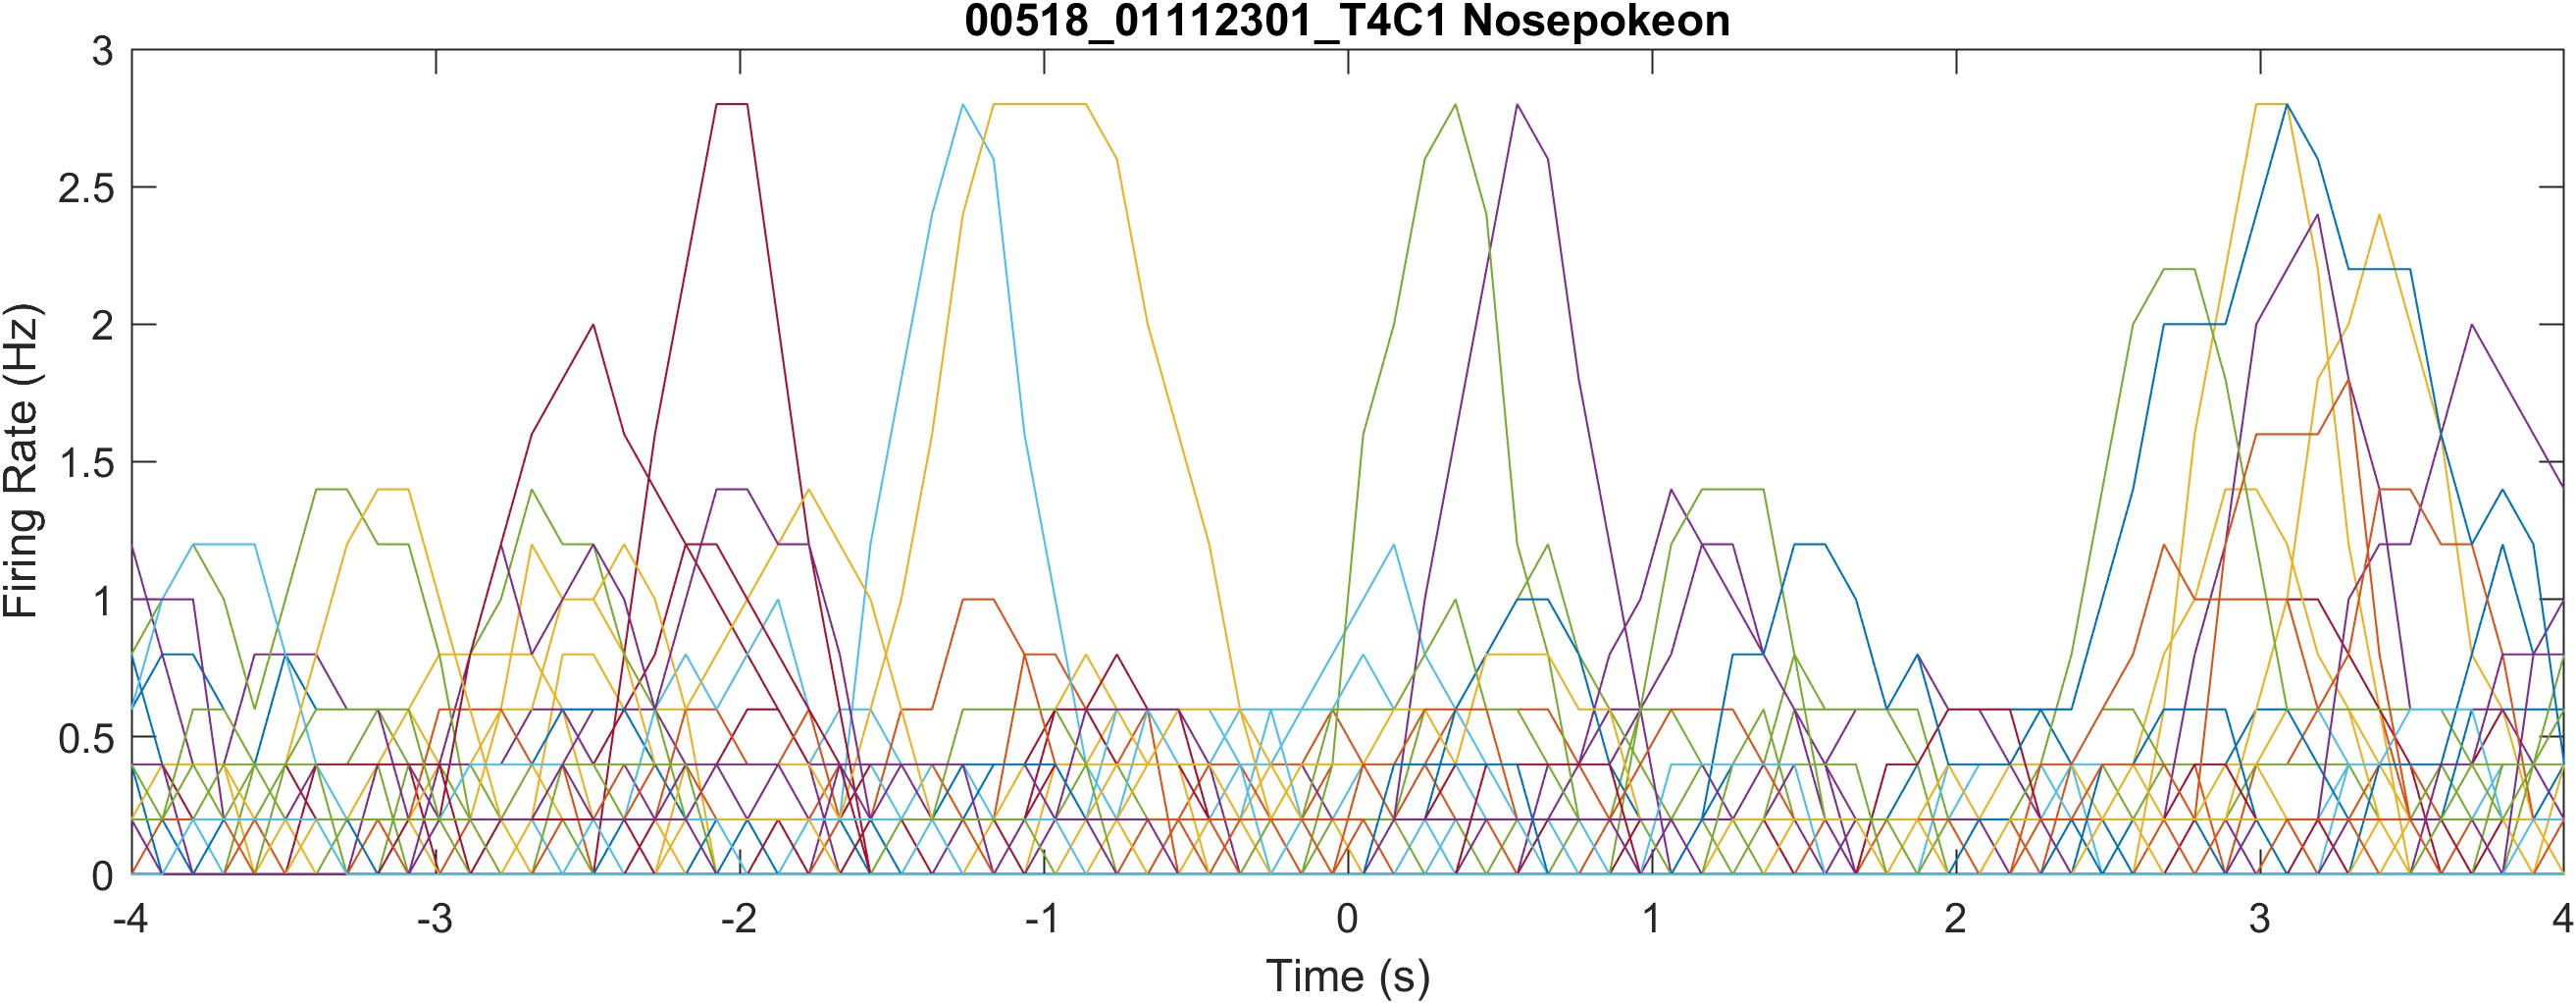 00518_01112301_T4C1 Nosepokeon
3
2.5
2
1.5
1
0.5
0
Firing Rate (Hz)
-4 -3 -2 -1 0 1 2 3 4
Time (s)